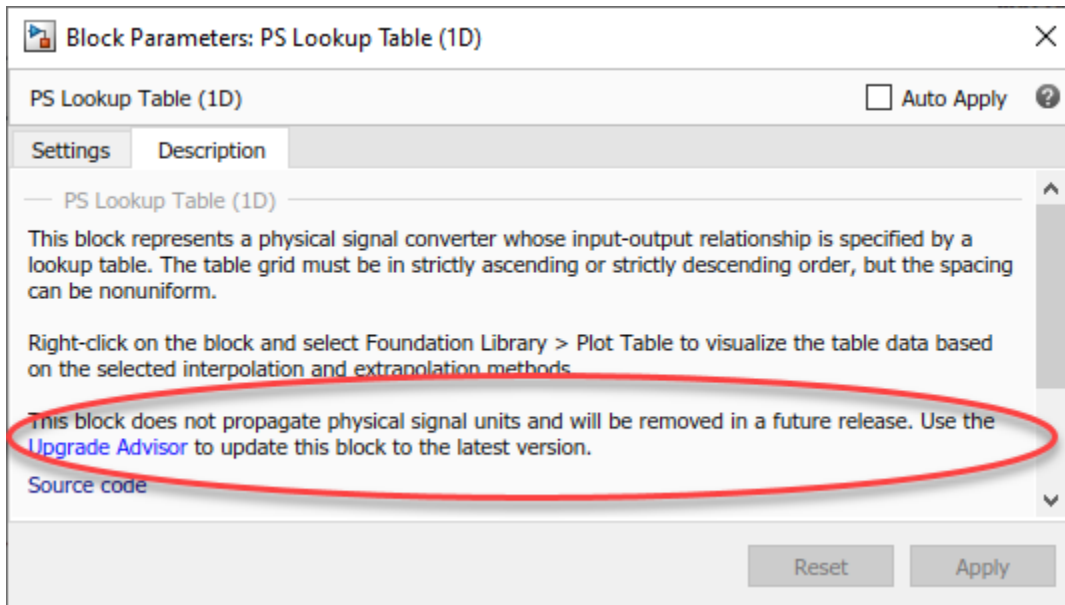 Block Parameters: PS Lookup Table (1D)
PS Lookup Table (1D)
Auto Apply
Settings
Description
PS Lookup Table (1D)
This block represents a physical signal converter whose input-output relationship is specified by a
lookup table. The table grid must be in strictly ascending or strictly descending order, but the spacing
can be nonuniform.
Right-click on the block and select Foundation Library > Plot Table to visualize the table data based
on the selected interpolation and extrapolation methods.
This block does not propagate physical signal units and will be removed in a future release. Use the
Upgrade Advisor to update this block to the latest version.
Source code
Reset
Apply